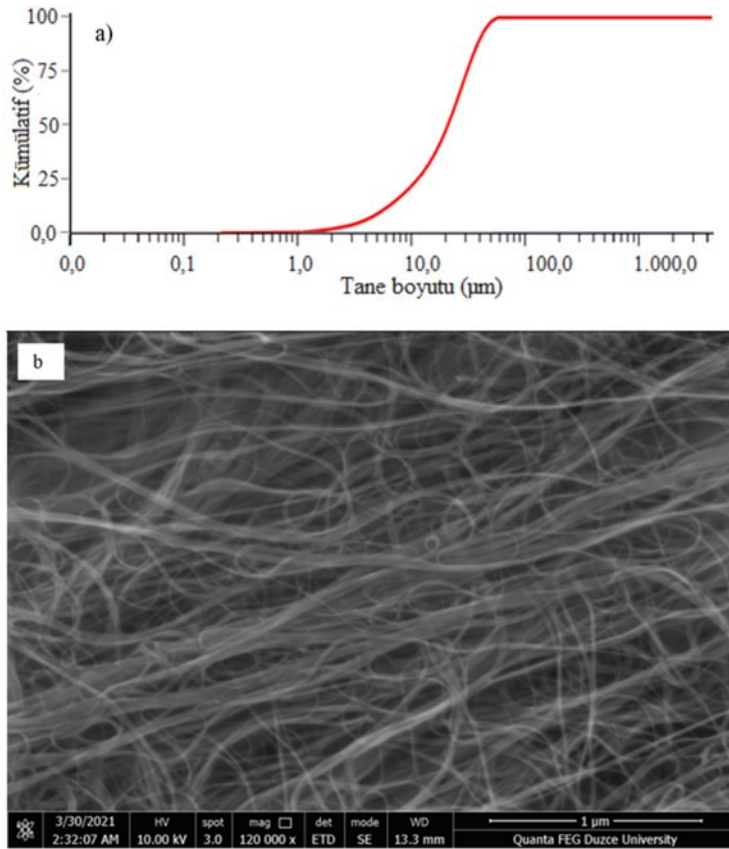 a)
Kümülatif (%)
100
75
50
25
0,0
0,0 0,1 1,0 10,0 100,0 1.000,0
Tane boyutu (µm)
b
3/30/2021 HV spot mag det mode WD 1 µm
2:32:07 AM 10.00 kV 3.0 120 000 x ETD SE 13.3 mm Quanta FEG Duzce University